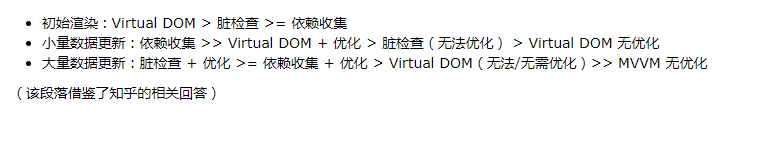 初始渲染：Virtual DOM > 脏检查 >= 依赖收集
小量数据更新：依赖收集 >> Virtual DOM + 优化 > 脏检查（无法优化） > Virtual DOM 无优化
大量数据更新：脏检查 + 优化 >= 依赖收集 + 优化 > Virtual DOM（无法/无需优化）>> MVVM 无优化
（该段落借鉴了知乎的相关回答）